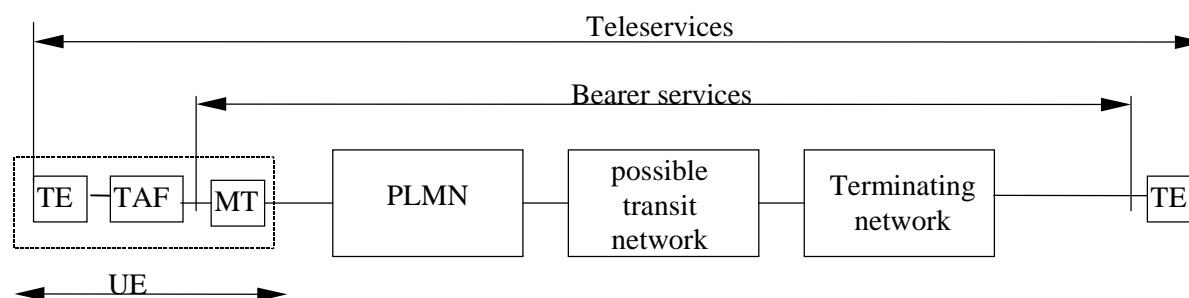 Teleservices
Bearer services
TE
TAF
MT
PLMN
possible
transit
network
Terminating
network
TE
UE